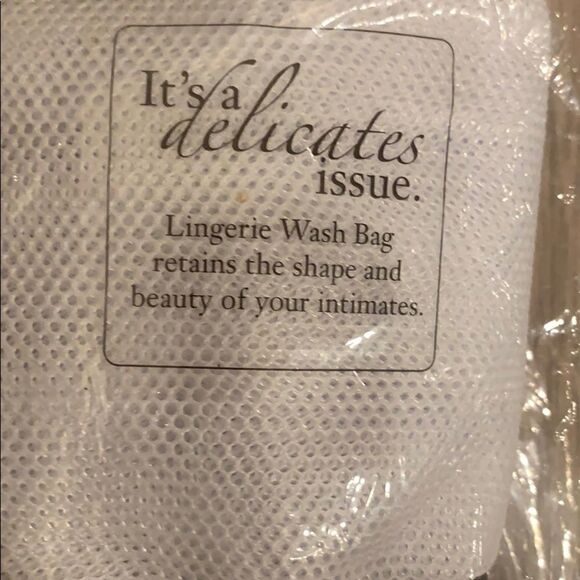 It's a
delicates
issue.
Lingerie Wash Bag
retains the shape and
beauty of your intimates.